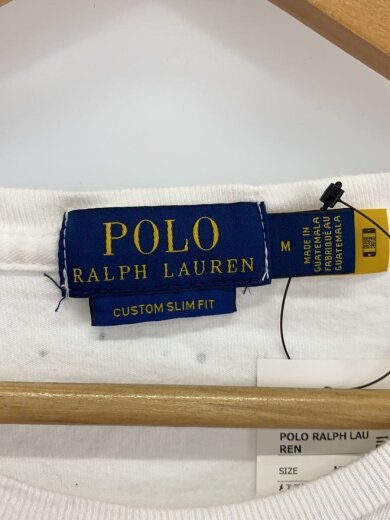 POLO
RALPH LAUREN
CUSTOM SLIM FIT
M
MADE IN
GUATEMALA
FABRIQUÉ AU
GUATEMALA
POLO RALPH LAU
REN
SIZE